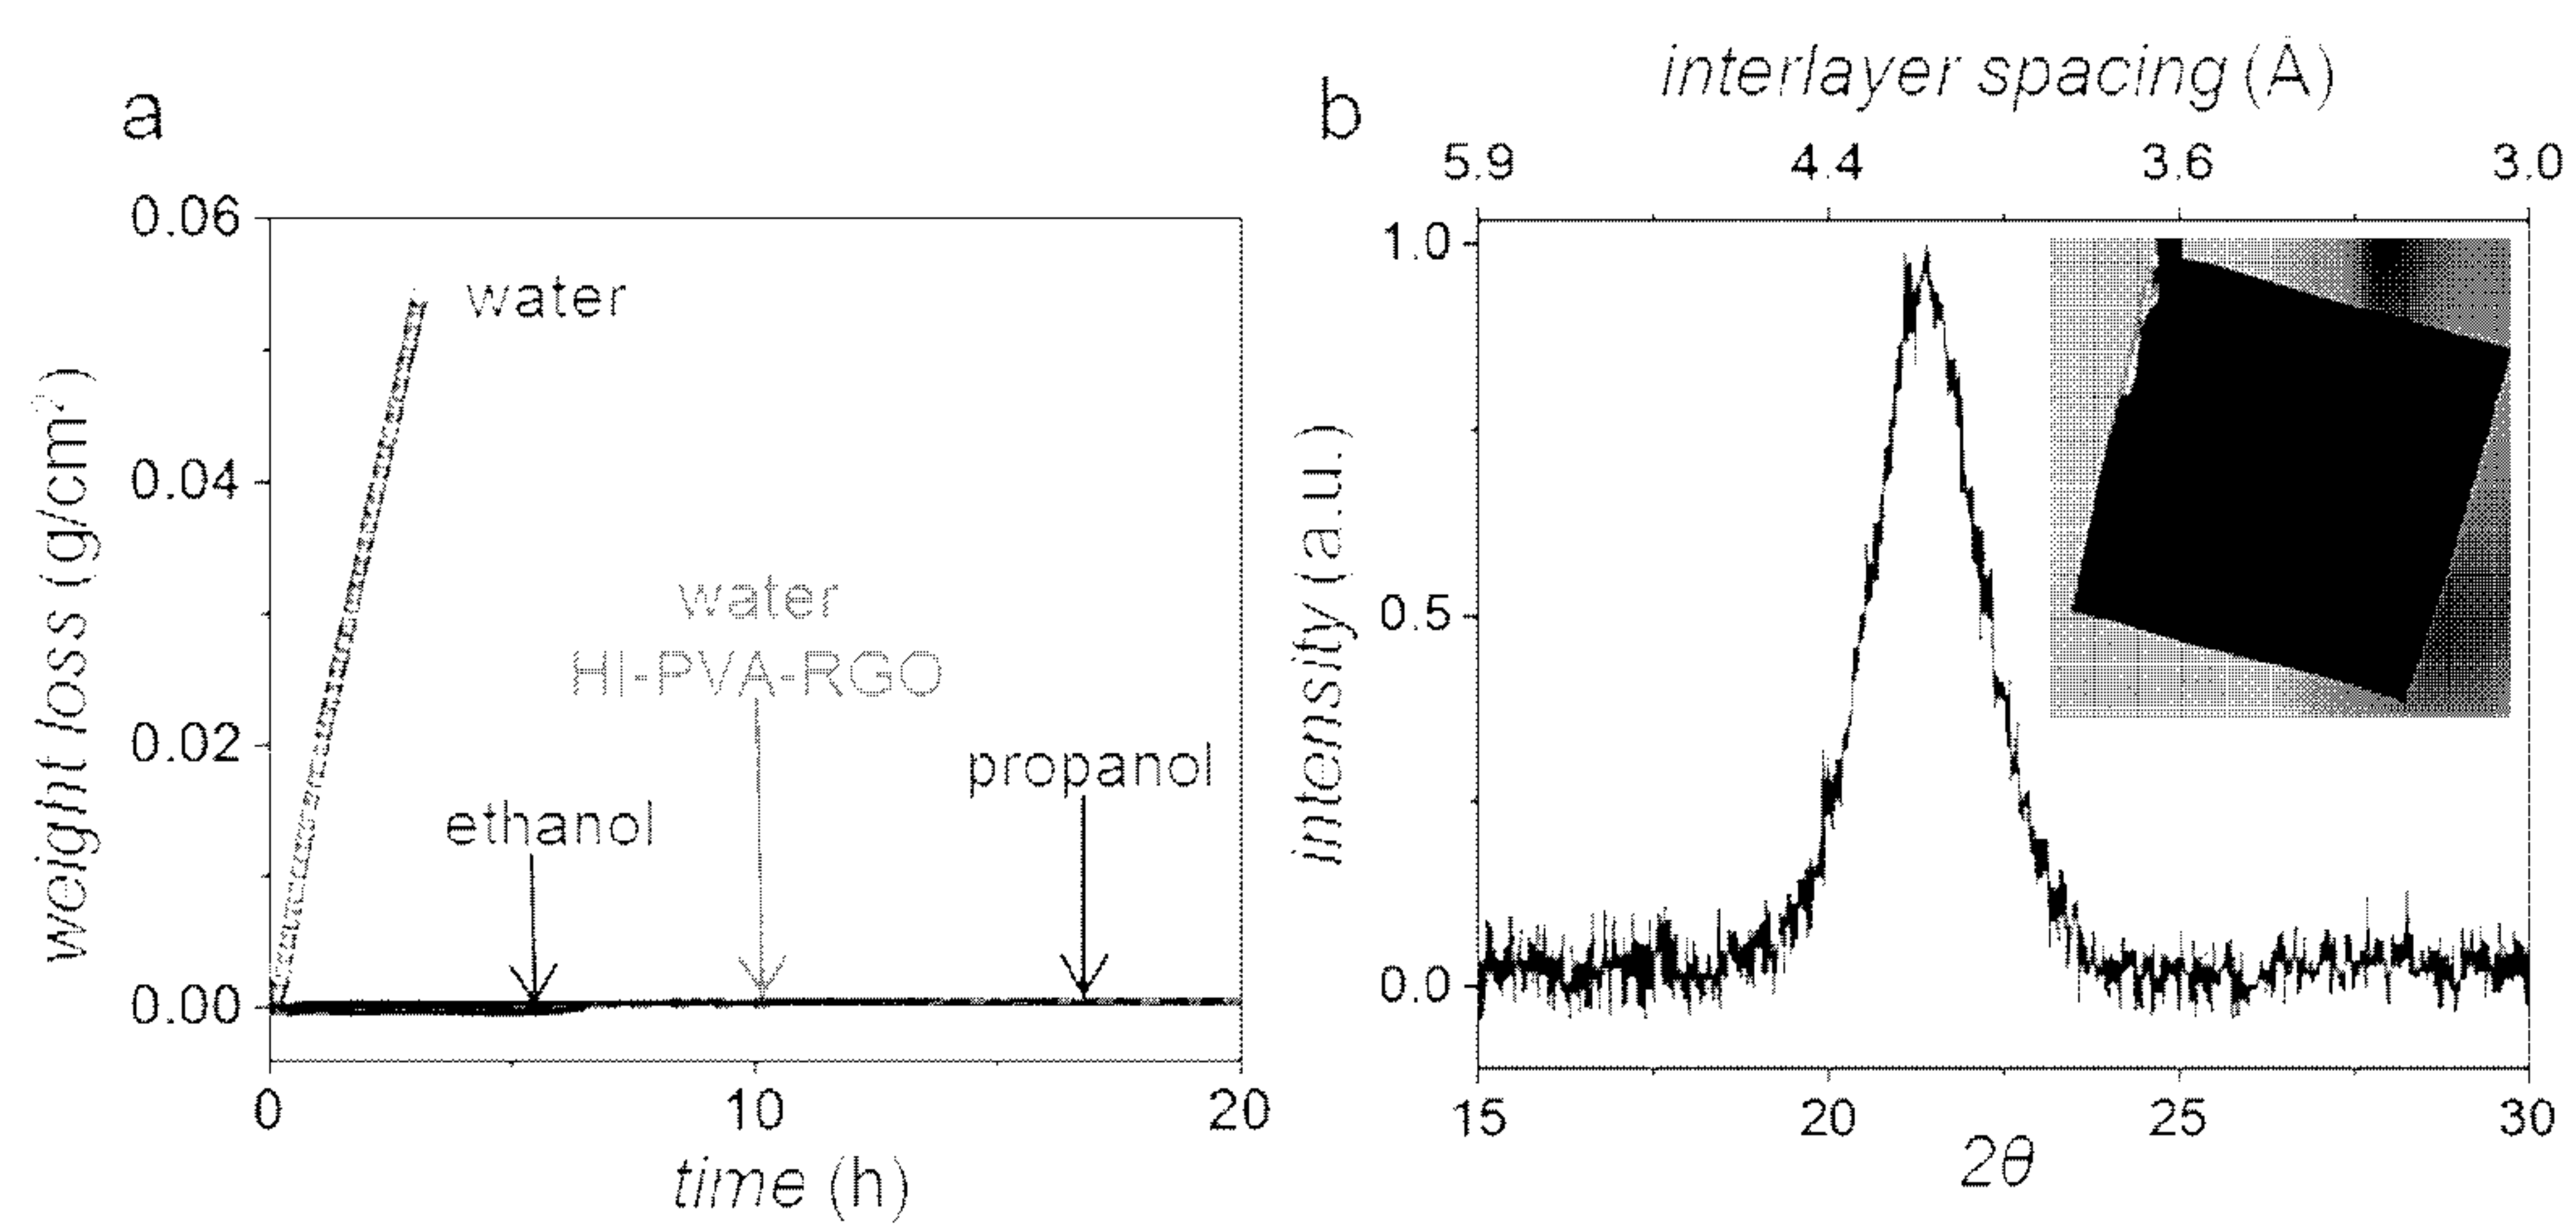 a
0.06
0.04
0.02
0.00
weight loss (g/cm²)
water
water
HI-PVA-RGO
ethanol
propanol
0 10 20
time (h)
b
interlayer spacing (Å)
5.9 4.4 3.6 3.0
1.0
0.5
0.0
intensity (a.u.)
15 20 25 30
2θ